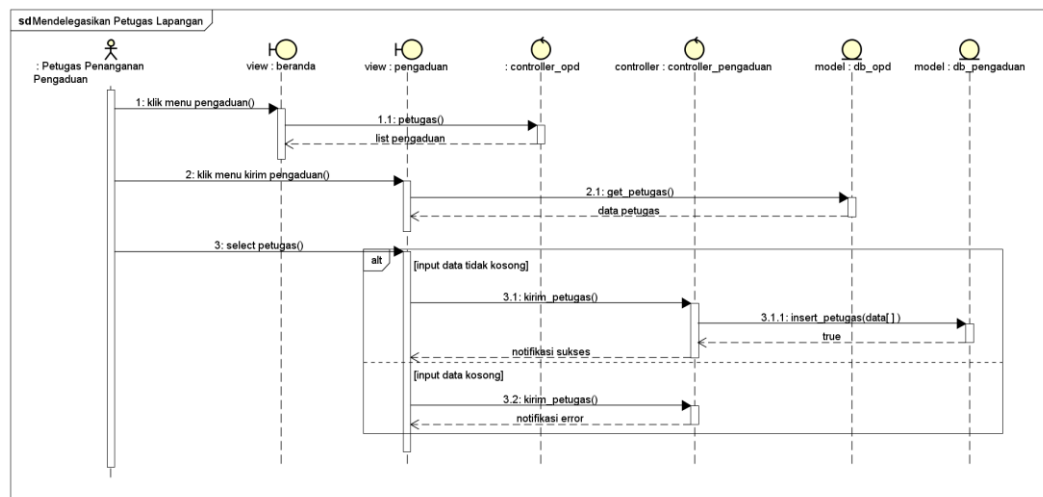 sd Mendelegasikan Petugas Lapangan
: Petugas Penanganan
Pengaduan
view : beranda
view : pengaduan
: controller_opd
controller : controller_pengaduan
model : db_opd
model : db_pengaduan
1: klik menu pengaduan()
1.1: petugas()
list pengaduan
2: klik menu kirim pengaduan()
2.1: get_petugas()
data petugas
3: select petugas()
alt
[input data tidak kosong]
3.1: kirim_petugas()
3.1.1: insert_petugas(data[ ] )
true
notifikasi sukses
[input data kosong]
3.2: kirim_petugas()
notifikasi error